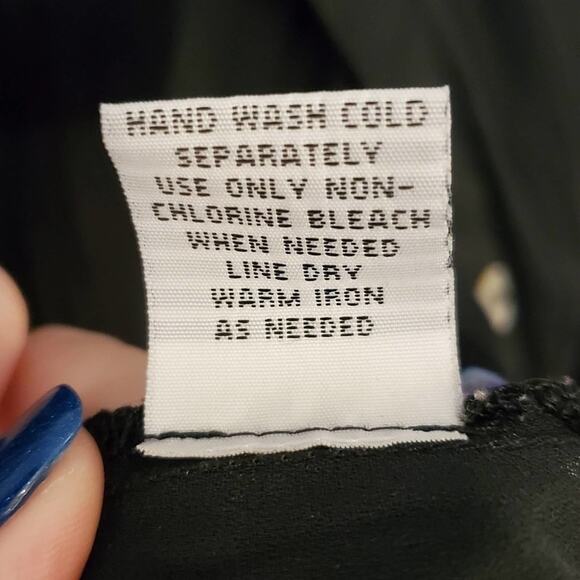 HAND WASH COLD
SEPARATELY
USE ONLY NON-
CHLORINE BLEACH
WHEN NEEDED
LINE DRY
WARM IRON
AS NEEDED